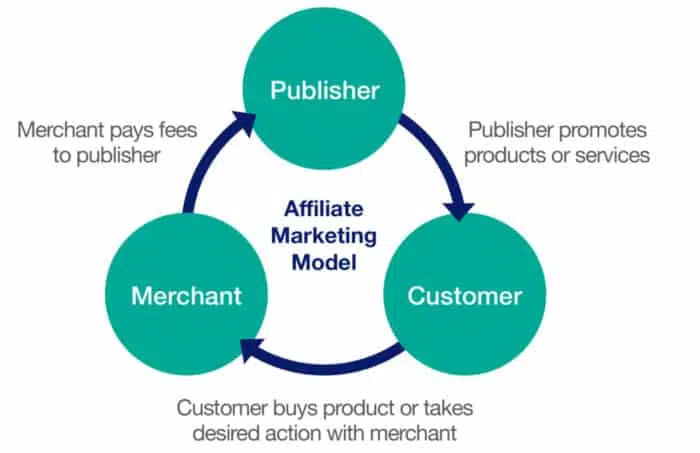 Publisher
Merchant pays fees
to publisher
Publisher promotes
products or services
Affiliate
Marketing
Model
Merchant
Customer
Customer buys product or takes
desired action with merchant